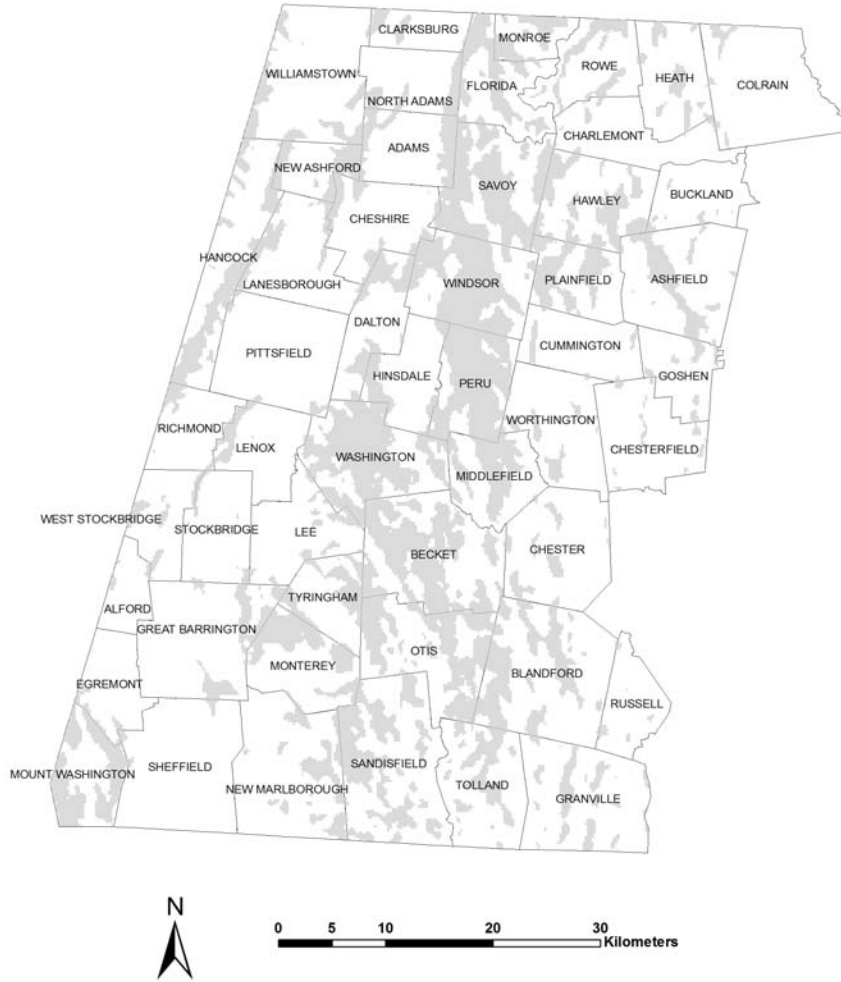 CLARKSBURG
MONROE
WILLIAMSTOWN
ROWE
HEATH
COLRAIN
FLORIDA
NORTH ADAMS
CHARLEMONT
ADAMS
NEW ASHFORD
SAVOY
HAWLEY
BUCKLAND
CHESHIRE
HANCOCK
LANESBOROUGH
WINDSOR
PLAINFIELD
ASHFIELD
DALTON
PITTSFIELD
CUMMINGTON
HINSDALE
PERU
GOSHEN
WORTHINGTON
RICHMOND
LENOX
WASHINGTON
CHESTERFIELD
MIDDLEFIELD
WEST STOCKBRIDGE
STOCKBRIDGE
LEE
BECKET
CHESTER
TYRINGHAM
ALFORD
GREAT BARRINGTON
OTIS
MONTEREY
BLANDFORD
EGREMONT
RUSSELL
MOUNT WASHINGTON
SHEFFIELD
SANDISFIELD
NEW MARLBOROUGH
TOLLAND
GRANVILLE
N
0 5 10 20 30
Kilometers